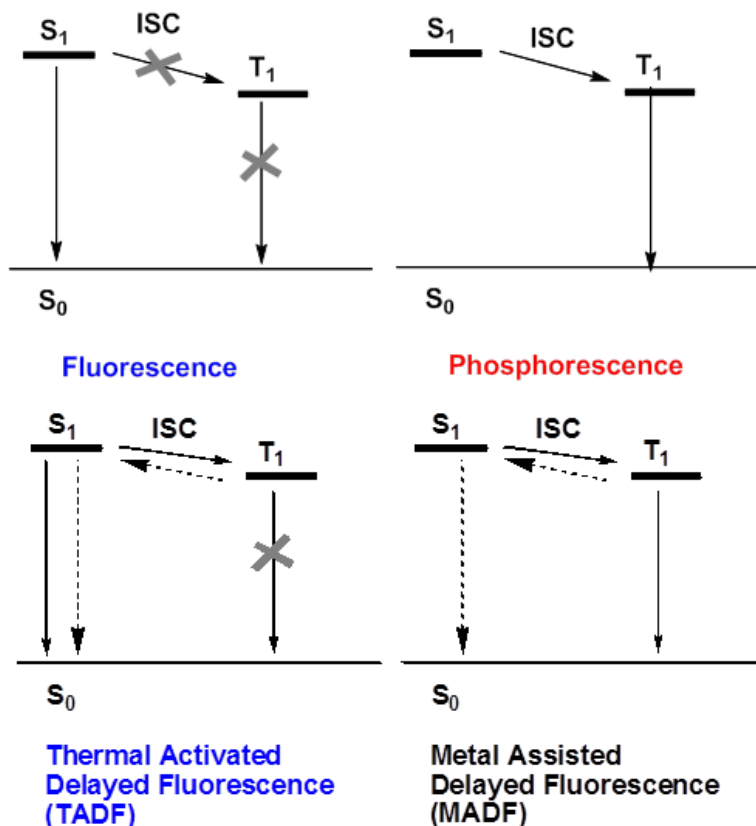 S₁
ISC
T₁
S₀
Fluorescence
S₁
ISC
T₁
S₀
Phosphorescence
S₁
ISC
T₁
S₀
Thermal Activated
Delayed Fluorescence
(TADF)
S₁
ISC
T₁
S₀
Metal Assisted
Delayed Fluorescence
(MADF)